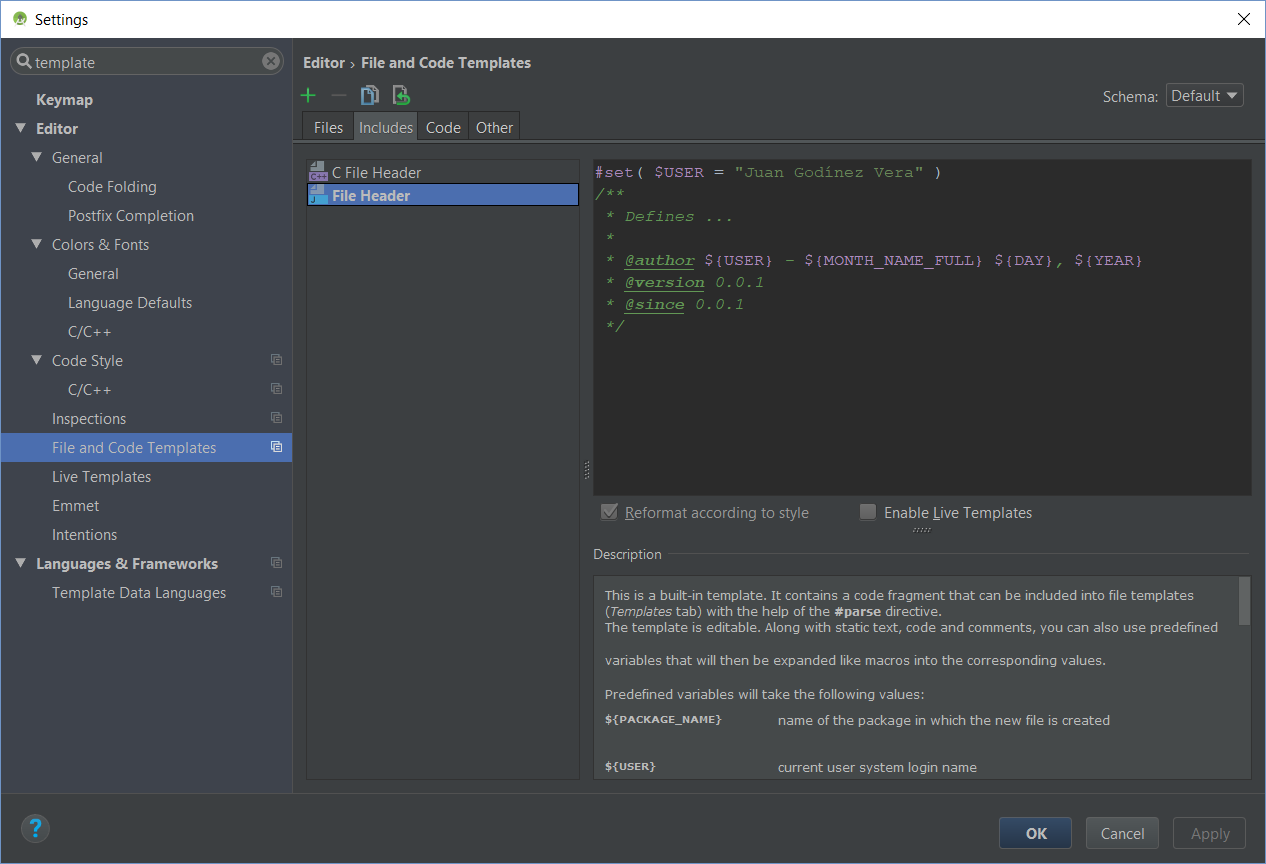 Settings
template
Keymap
Editor
General
Code Folding
Postfix Completion
Colors & Fonts
General
Language Defaults
C/C++
Code Style
C/C++
Inspections
File and Code Templates
Live Templates
Emmet
Intentions
Languages & Frameworks
Template Data Languages
Editor › File and Code Templates
Schema: Default
Files Includes Code Other
C File Header
File Header
#set( $USER = "Juan Godínez Vera" )
/**
* Defines ...
*
* @author ${USER} - ${MONTH_NAME_FULL} ${DAY}, ${YEAR}
* @version 0.0.1
* @since 0.0.1
*/
Reformat according to style Enable Live Templates
Description
This is a built-in template. It contains a code fragment that can be included into file templates
(Templates tab) with the help of the #parse directive.
The template is editable. Along with static text, code and comments, you can also use predefined
variables that will then be expanded like macros into the corresponding values.
Predefined variables will take the following values:
${PACKAGE_NAME} name of the package in which the new file is created
${USER} current user system login name
? OK Cancel Apply